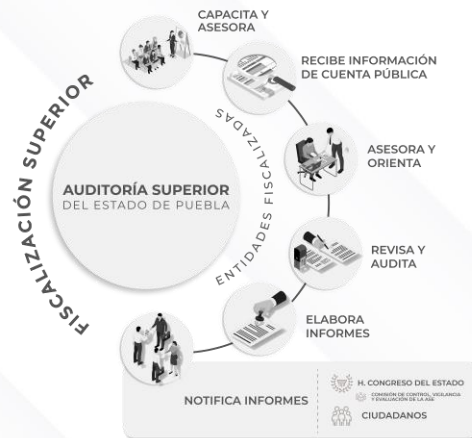 CAPACITA Y
ASESORA
RECIBE INFORMACIÓN
DE CUENTA PÚBLICA
FISCALIZACIÓN SUPERIOR
ENTIDADES FISCALIZADAS
ASESORA Y
ORIENTA
AUDITORÍA SUPERIOR
DEL ESTADO DE PUEBLA
REVISA Y
AUDITA
ELABORA
INFORMES
NOTIFICA INFORMES
H. CONGRESO DEL ESTADO
COMISIÓN DE CONTROL, VIGILANCIA
Y EVALUACIÓN DE LA ASE
CIUDADANOS